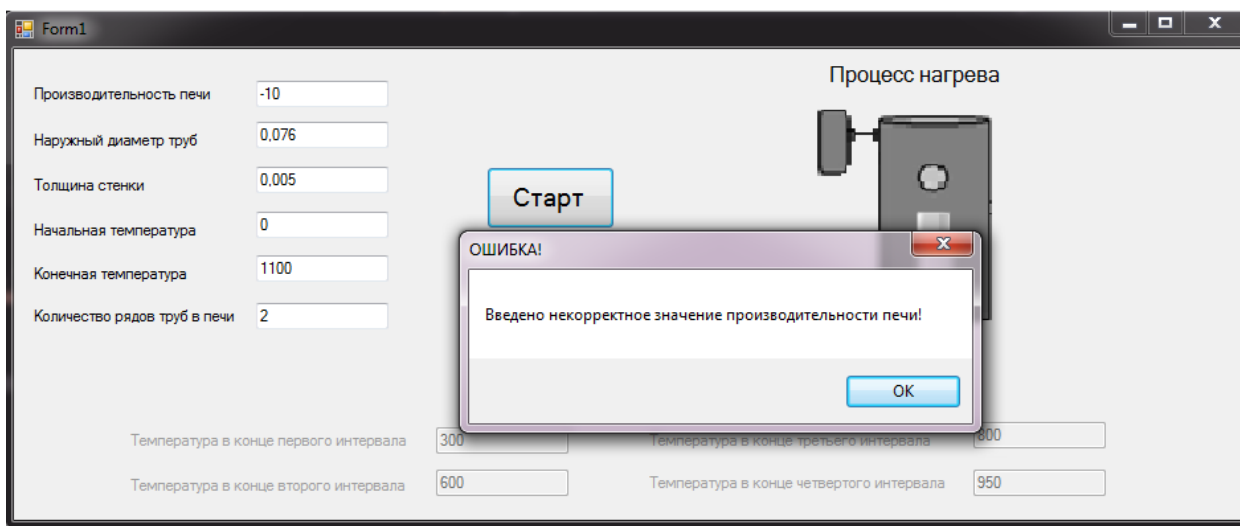 Form1
Процесс нагрева
Производительность печи -10
Наружный диаметр труб 0,076
Толщина стенки 0,005
Старт
Начальная температура 0
ОШИБКА!
Конечная температура 1100
Количество рядов труб в печи 2
Введено некорректное значение производительности печи!
OK
Температура в конце первого интервала 300
Температура в конце третьего интервала 800
Температура в конце второго интервала 600
Температура в конце четвертого интервала 950